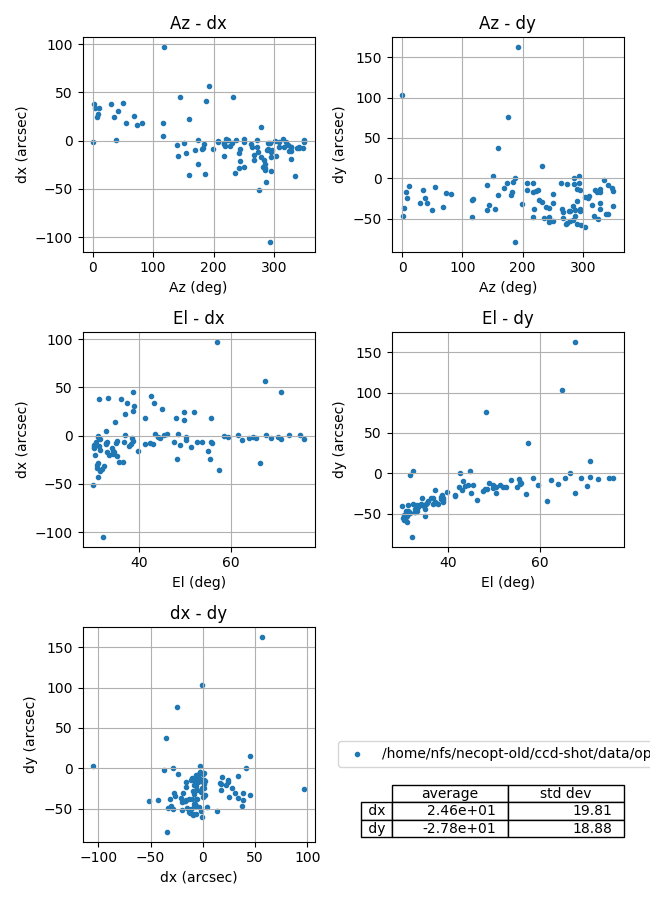 Az - dx
100
50
0
−50
−100
dx (arcsec)
0
100
200
300
Az (deg)
Az - dy
150
100
50
0
−50
dy (arcsec)
0
100
200
300
Az (deg)
El - dx
100
50
0
−50
−100
dx (arcsec)
40
60
El (deg)
El - dy
150
100
50
0
−50
dy (arcsec)
40
60
El (deg)
dx - dy
150
100
50
0
−50
dy (arcsec)
−100
−50
0
50
100
dx (arcsec)
/home/nfs/necopt-old/ccd-shot/data/op
average std dev
dx 2.46e+01 19.81
dy -2.78e+01 18.88